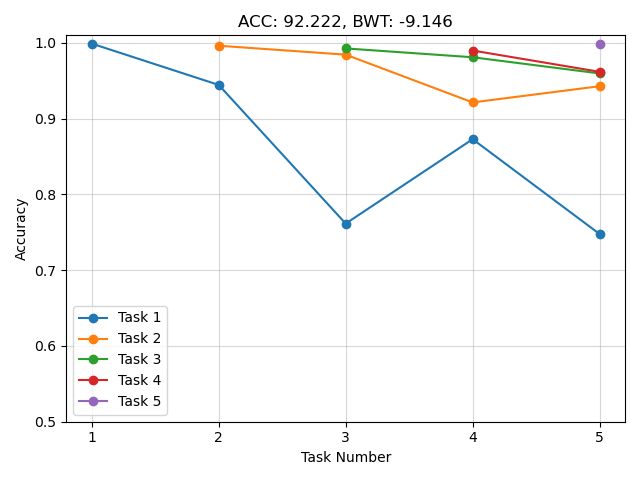 ACC: 92.222, BWT: -9.146
Accuracy
1.0
0.9
0.8
0.7
0.6
0.5
Task 1
Task 2
Task 3
Task 4
Task 5
1 2 3 4 5
Task Number